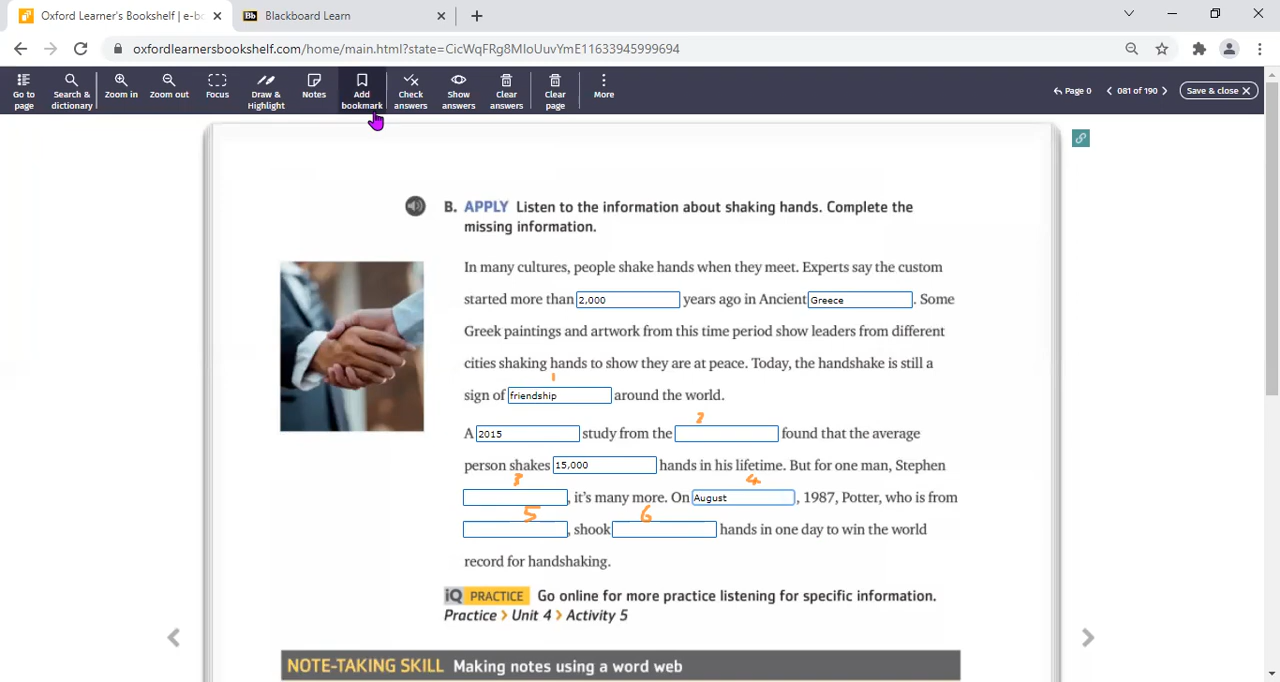 Oxford Learner's Bookshelf | e-bo
Blackboard Learn
oxfordlearnersbookshelf.com/home/main.html?state=CicWqFRg8MIoUuvYmE11633945999694
Go to page
Search & dictionary
Zoom in
Zoom out
Focus
Draw & Highlight
Notes
Add bookmark
Check answers
Show answers
Clear answers
Clear page
More
Page 0
081 of 190
Save & close X
B. APPLY Listen to the information about shaking hands. Complete the
missing information.
In many cultures, people shake hands when they meet. Experts say the custom
started more than 2,000 years ago in Ancient Greece . Some
Greek paintings and artwork from this time period show leaders from different
cities shaking hands to show they are at peace. Today, the handshake is still a
1
sign of friendship around the world.
2
A 2015 study from the found that the average
person shakes 15,000 hands in his lifetime. But for one man, Stephen
3 4
, it's many more. On August , 1987, Potter, who is from
5 6
, shook hands in one day to win the world
record for handshaking.
iQ PRACTICE Go online for more practice listening for specific information.
Practice > Unit 4 > Activity 5
NOTE-TAKING SKILL Making notes using a word web